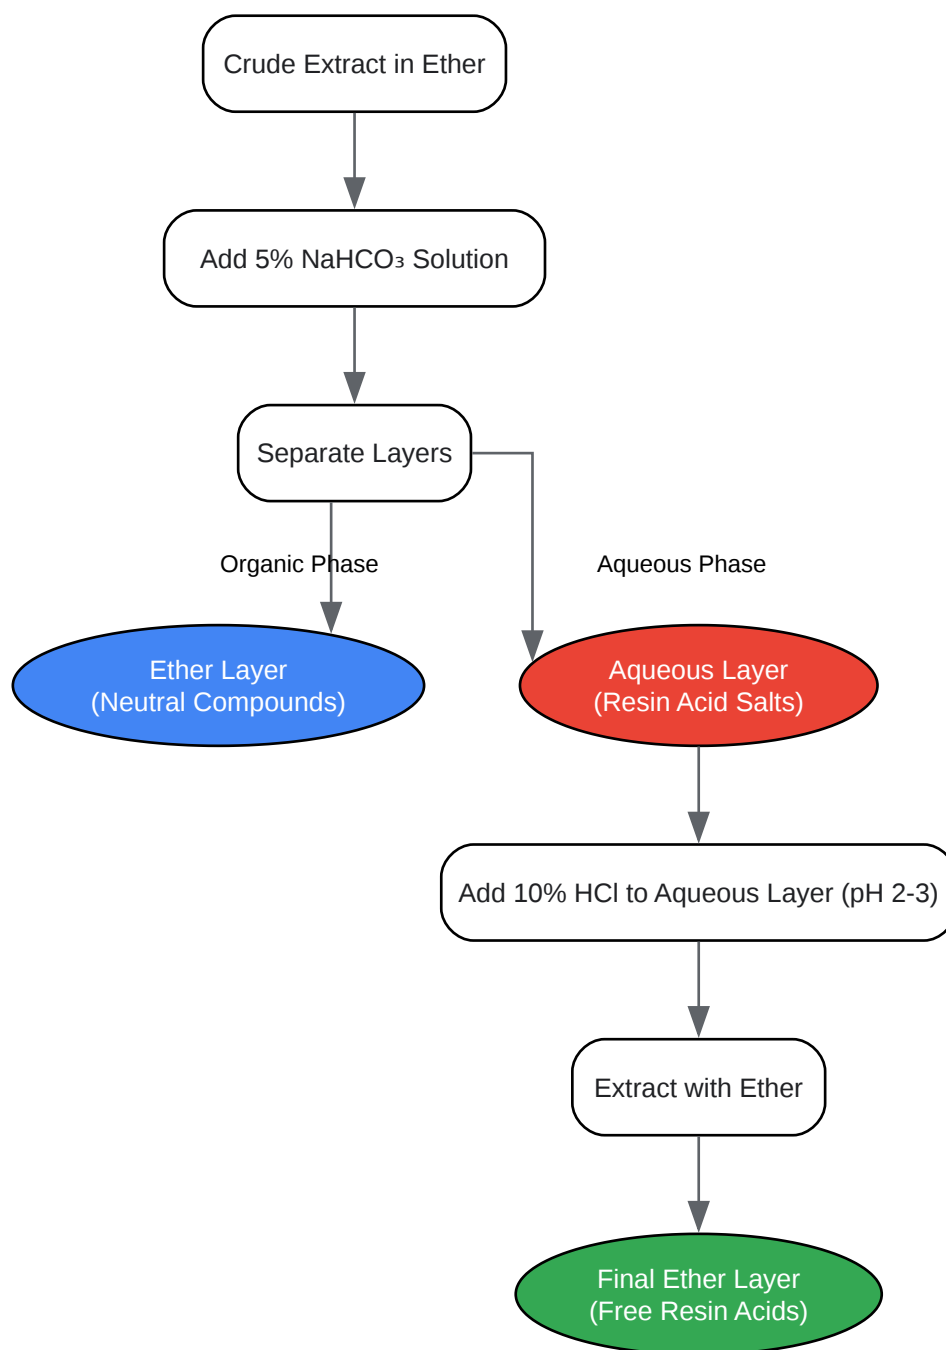 Crude Extract in Ether
Add 5% NaHCO₃ Solution
Separate Layers
Organic Phase
Aqueous Phase
Ether Layer
(Neutral Compounds)
Aqueous Layer
(Resin Acid Salts)
Add 10% HCl to Aqueous Layer (pH 2-3)
Extract with Ether
Final Ether Layer
(Free Resin Acids)